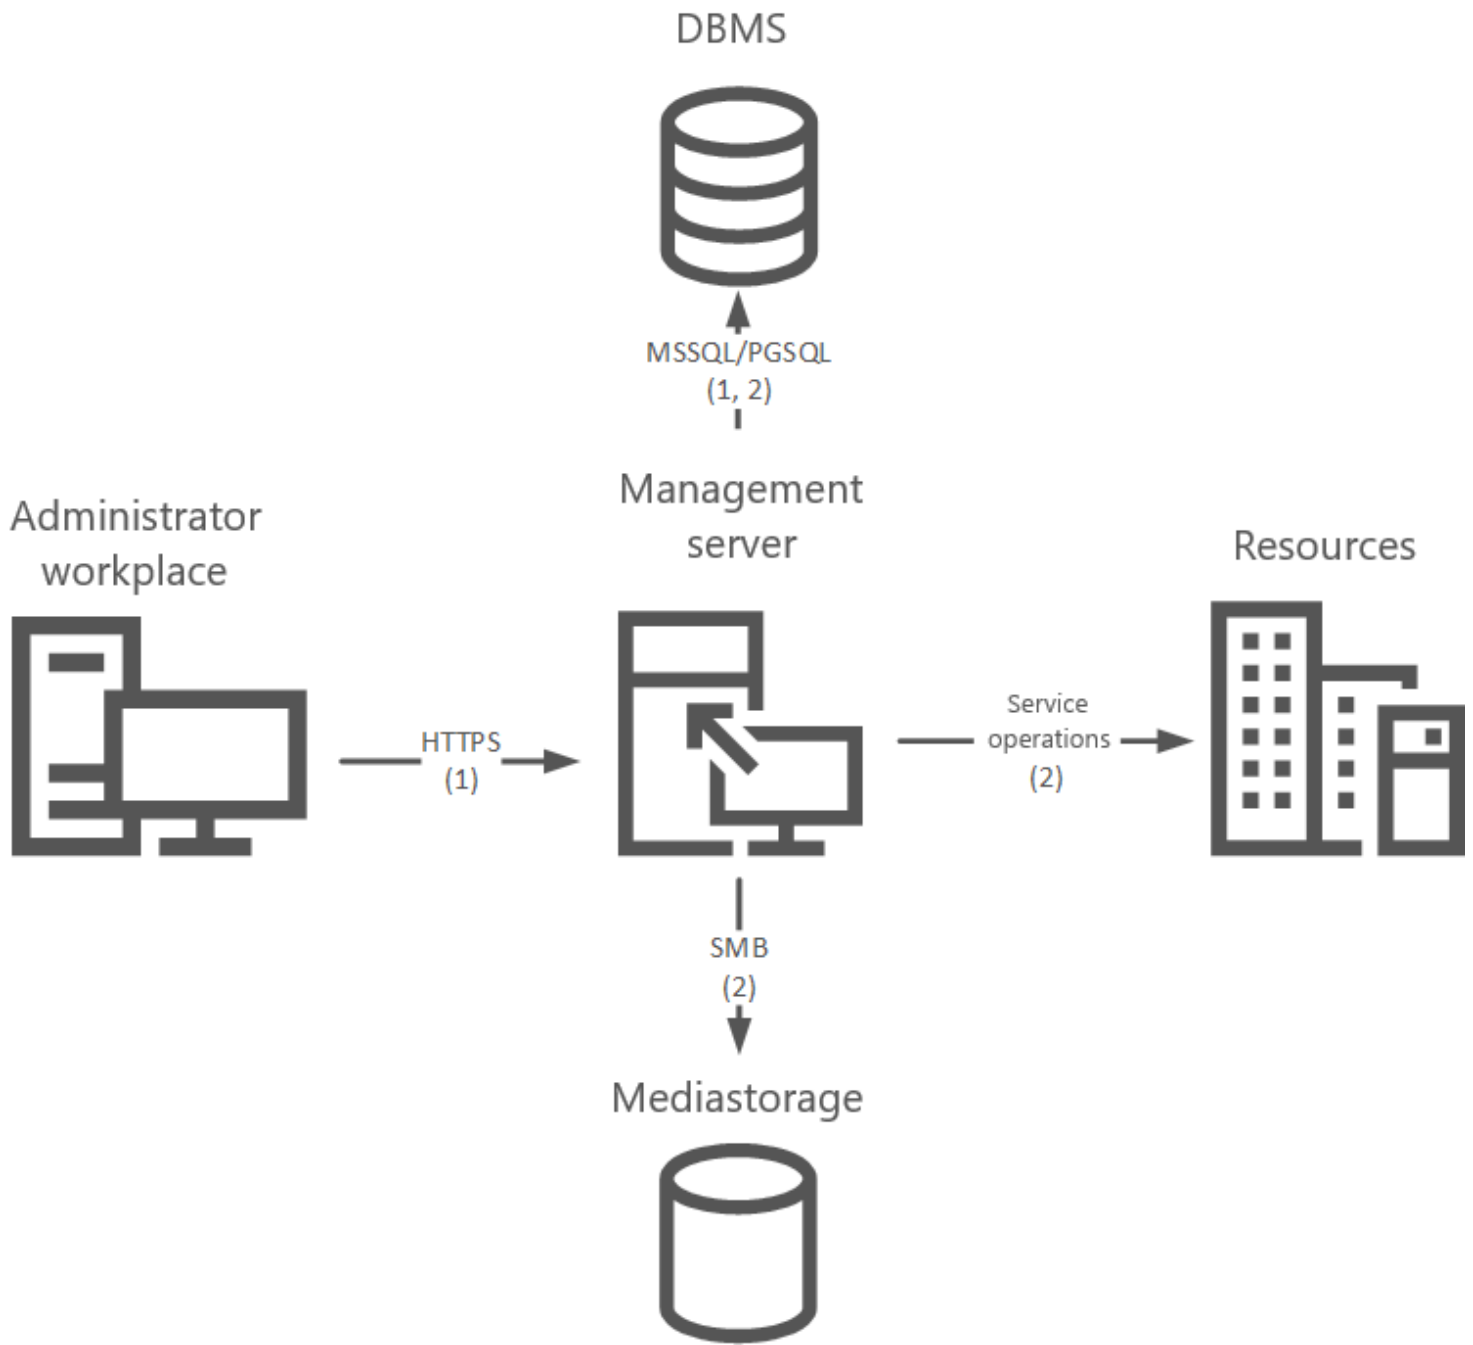 DBMS
MSSQL/PGSQL
(1, 2)
Management
server
Administrator
workplace
Resources
HTTPS
(1)
Service
operations
(2)
SMB
(2)
Mediastorage